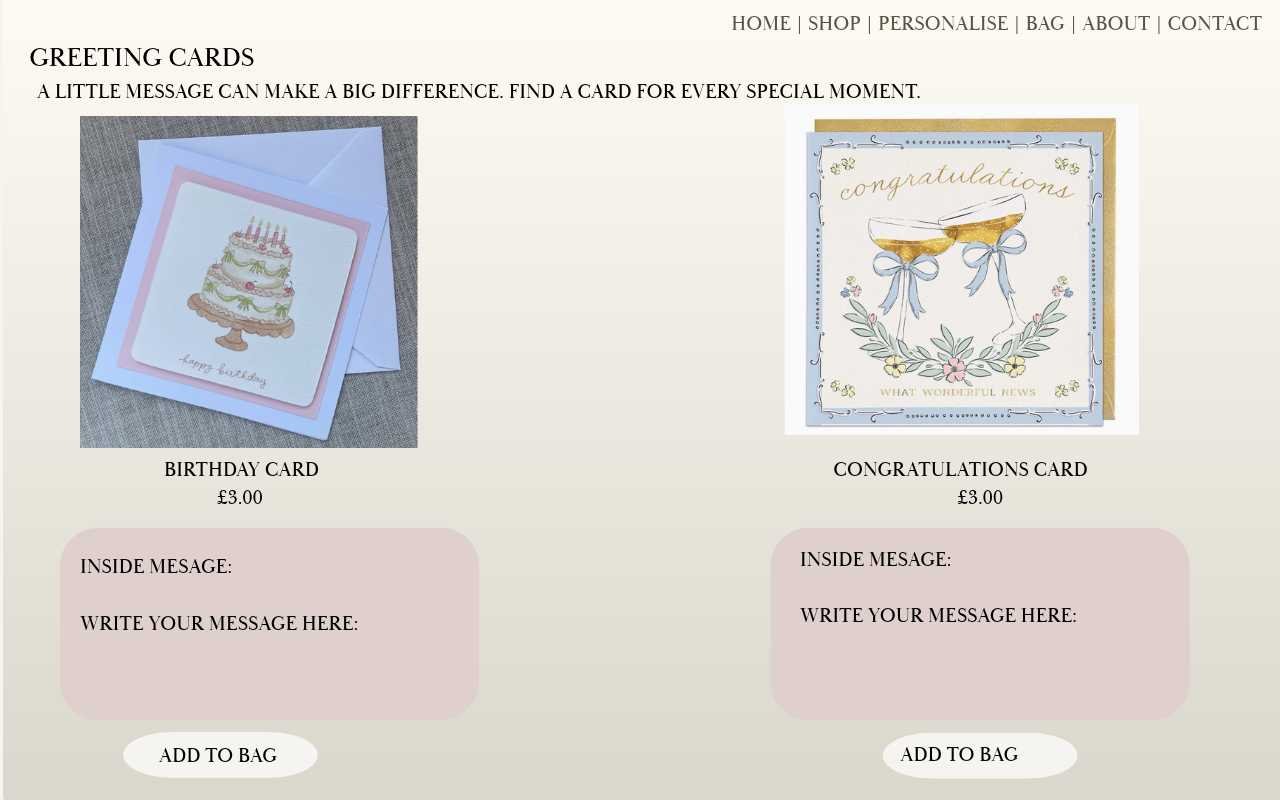 HOME | SHOP | PERSONALISE | BAG | ABOUT | CONTACT
GREETING CARDS
A LITTLE MESSAGE CAN MAKE A BIG DIFFERENCE. FIND A CARD FOR EVERY SPECIAL MOMENT.
happy birthday
BIRTHDAY CARD
£3.00
INSIDE MESAGE:
WRITE YOUR MESSAGE HERE:
ADD TO BAG
congratulations
WHAT WONDERFUL NEWS
CONGRATULATIONS CARD
£3.00
INSIDE MESAGE:
WRITE YOUR MESSAGE HERE:
ADD TO BAG